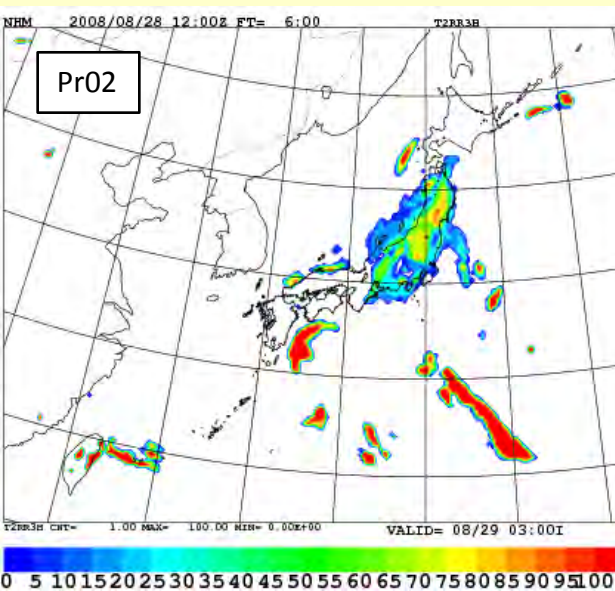 NHM 2008/08/28 12:00Z FT= 6:00 T2RR3H
Pr02
T2RR3H CNT= 1.00 MAX= 100.00 MIN= 0.00E+00 VALID= 08/29 03:00I
0 5 10 15 20 25 30 35 40 45 50 55 60 65 70 75 80 85 90 95 100